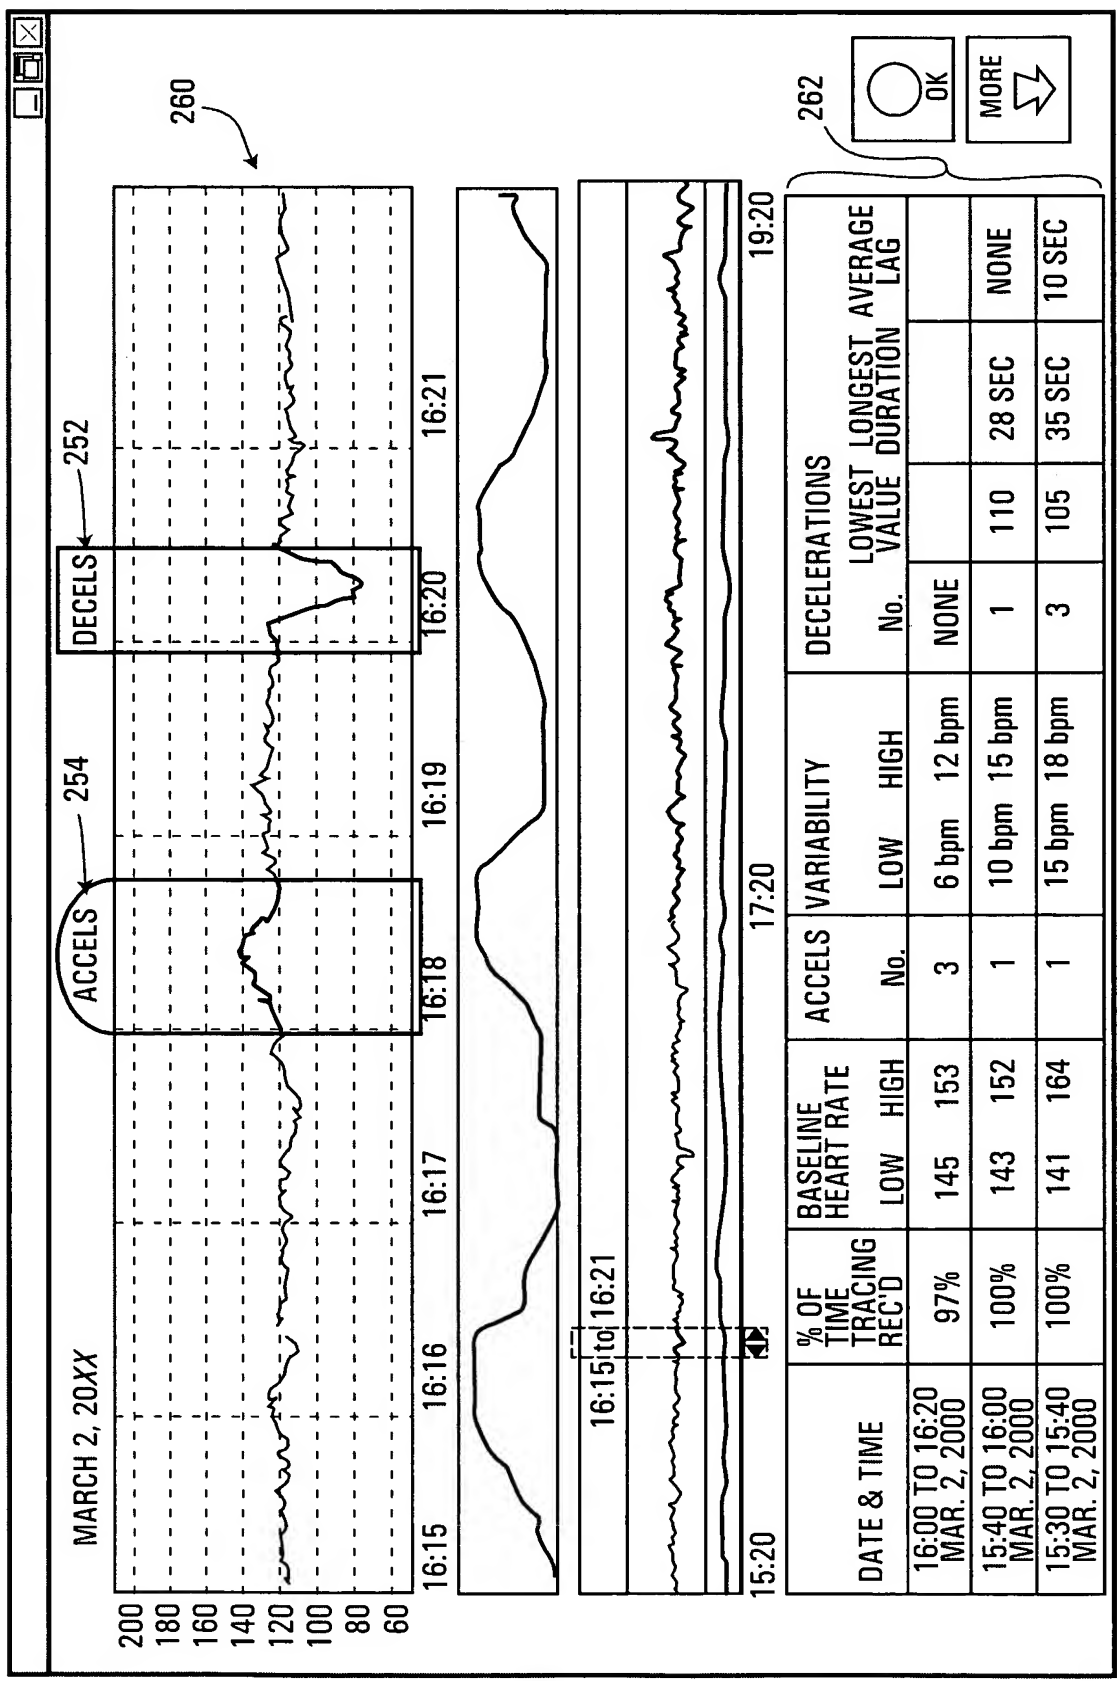 MARCH 2, 20XX
254
252
260
ACCELS
DECELS
200
180
160
140
120
100
80
60
16:15
16:16
16:17
16:18
16:19
16:20
16:21
16:15 to 16:21
15:20
17:20
19:20
262
DATE & TIME
% OF
TIME
TRACING
REC'D
BASELINE
HEART RATE
LOW HIGH
ACCELS
No.
VARIABILITY
LOW HIGH
DECELERATIONS
No.
LOWEST
VALUE
LONGEST
DURATION
AVERAGE
LAG
16:00 TO 16:20
MAR. 2, 2000
97%
145 153
3
6 bpm 12 bpm
NONE
15:40 TO 16:00
MAR. 2, 2000
100%
143 152
1
10 bpm 15 bpm
1
110
28 SEC
NONE
15:30 TO 15:40
MAR. 2, 2000
100%
141 164
1
15 bpm 18 bpm
3
105
35 SEC
10 SEC
OK
MORE